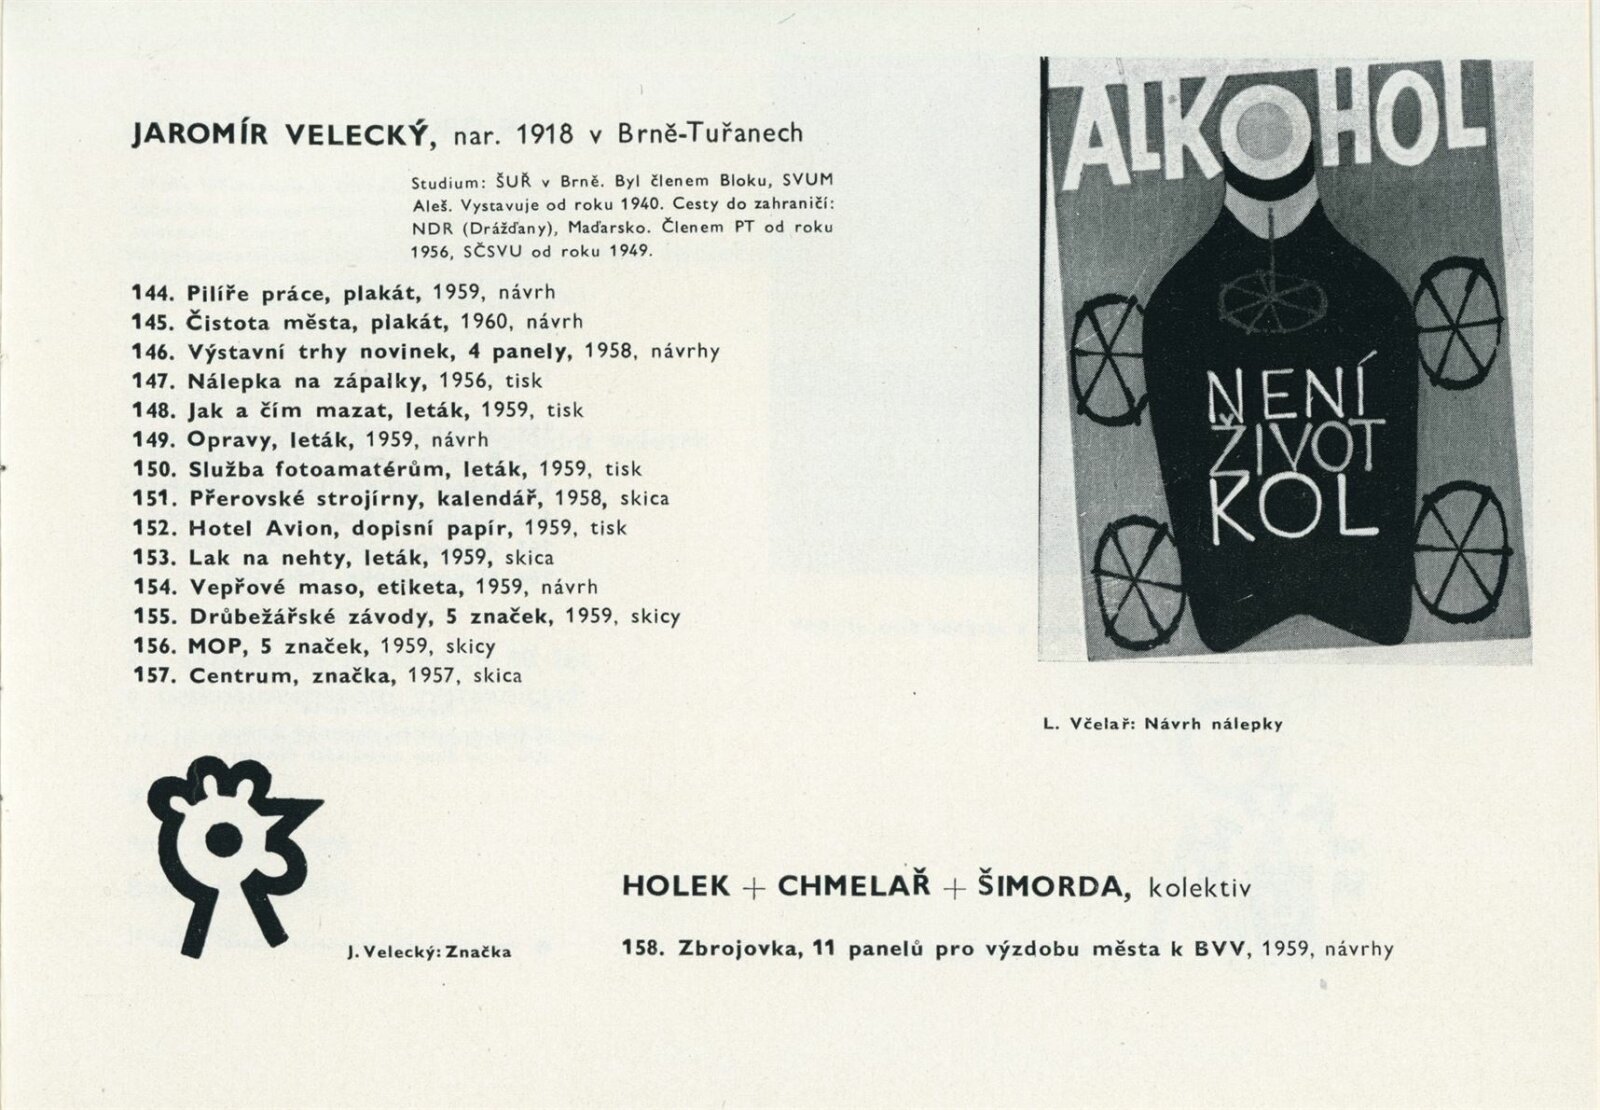 JAROMÍR VELECKÝ, nar. 1918 v Brně-Tuřanech
Studium: ŠUŘ v Brně. Byl členem Bloku, SVUM
Aleš. Vystavuje od roku 1940. Cesty do zahraničí:
NDR (Drážďany), Maďarsko. Členem PT od roku
1956, SČSVU od roku 1949.
144. Pilíře práce, plakát, 1959, návrh
145. Čistota města, plakát, 1960, návrh
146. Výstavní trhy novinek, 4 panely, 1958, návrhy
147. Nálepka na zápalky, 1956, tisk
148. Jak a čím mazat, leták, 1959, tisk
149. Opravy, leták, 1959, návrh
150. Služba fotoamatérům, leták, 1959, tisk
151. Přerovské strojírny, kalendář, 1958, skica
152. Hotel Avion, dopisní papír, 1959, tisk
153. Lak na nehty, leták, 1959, skica
154. Vepřové maso, etiketa, 1959, návrh
155. Drůbežářské závody, 5 značek, 1959, skicy
156. MOP, 5 značek, 1959, skicy
157. Centrum, značka, 1957, skica
J. Velecký: Značka
ALKOHOL
NENÍ
ŽIVOT
KOL
L. Včelař: Návrh nálepky
HOLEK + CHMELAŘ + ŠIMORDA, kolektiv
158. Zbrojovka, 11 panelů pro výzdobu města k BVV, 1959, návrhy